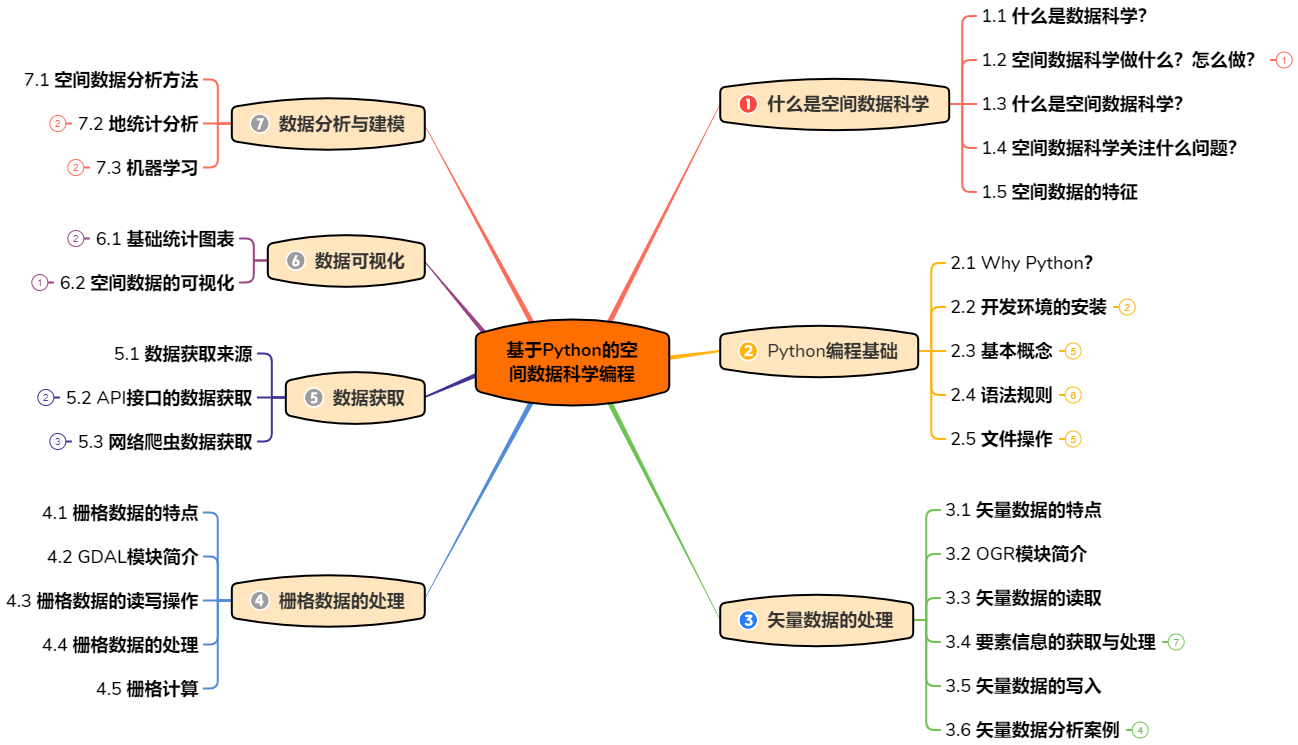 基于Python的空
间数据科学编程
1 什么是空间数据科学
1.1 什么是数据科学?
1.2 空间数据科学做什么? 怎么做?
1
1.3 什么是空间数据科学?
1.4 空间数据科学关注什么问题?
1.5 空间数据的特征
2 Python编程基础
2.1 Why Python?
2.2 开发环境的安装
2
2.3 基本概念
5
2.4 语法规则
6
2.5 文件操作
5
3 矢量数据的处理
3.1 矢量数据的特点
3.2 OGR模块简介
3.3 矢量数据的读取
3.4 要素信息的获取与处理
7
3.5 矢量数据的写入
3.6 矢量数据分析案例
4
4 栅格数据的处理
4.1 栅格数据的特点
4.2 GDAL模块简介
4.3 栅格数据的读写操作
4.4 栅格数据的处理
4.5 栅格计算
5 数据获取
5.1 数据获取来源
5.2 API接口的数据获取
2
5.3 网络爬虫数据获取
3
6 数据可视化
6.1 基础统计图表
2
6.2 空间数据的可视化
1
7 数据分析与建模
7.1 空间数据分析方法
7.2 地统计分析
2
7.3 机器学习
2